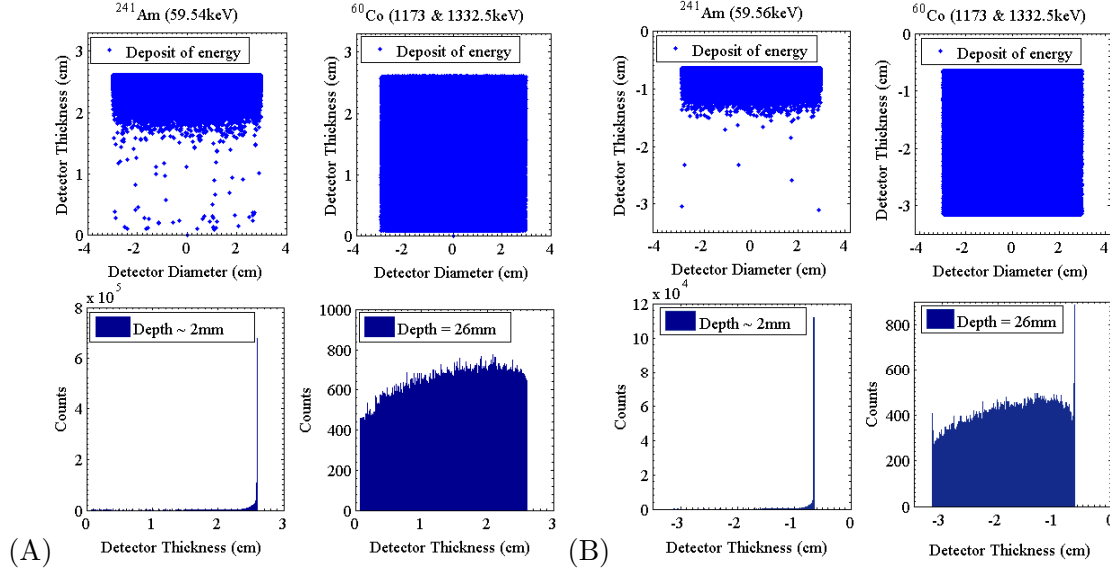 ²⁴¹Am (59.54keV)
Deposit of energy
Detector Thickness (cm)
3
2
1
0
-4 -2 0 2 4
Detector Diameter (cm)
⁶⁰Co (1173 & 1332.5keV)
Deposit of energy
Detector Thickness (cm)
3
2
1
0
-4 -2 0 2 4
Detector Diameter (cm)
²⁴¹Am (59.56keV)
Deposit of energy
Detector Thickness (cm)
0
-1
-2
-3
-4 -2 0 2 4
Detector Diameter (cm)
⁶⁰Co (1173 & 1332.5keV)
Deposit of energy
Detector Thickness (cm)
0
-1
-2
-3
-4 -2 0 2 4
Detector Diameter (cm)
x 10⁵
Depth ~ 2mm
Counts
8
6
4
2
0
0 1 2 3
Detector Thickness (cm)
Depth = 26mm
Counts
1000
800
600
400
200
0
0 1 2 3
Detector Thickness (cm)
x 10⁴
Depth ~ 2mm
Counts
12
10
8
6
4
2
0
-3 -2 -1 0
Detector Thickness (cm)
Depth = 26mm
Counts
800
600
400
200
0
-3 -2 -1 0
Detector Thickness (cm)
(A)
(B)